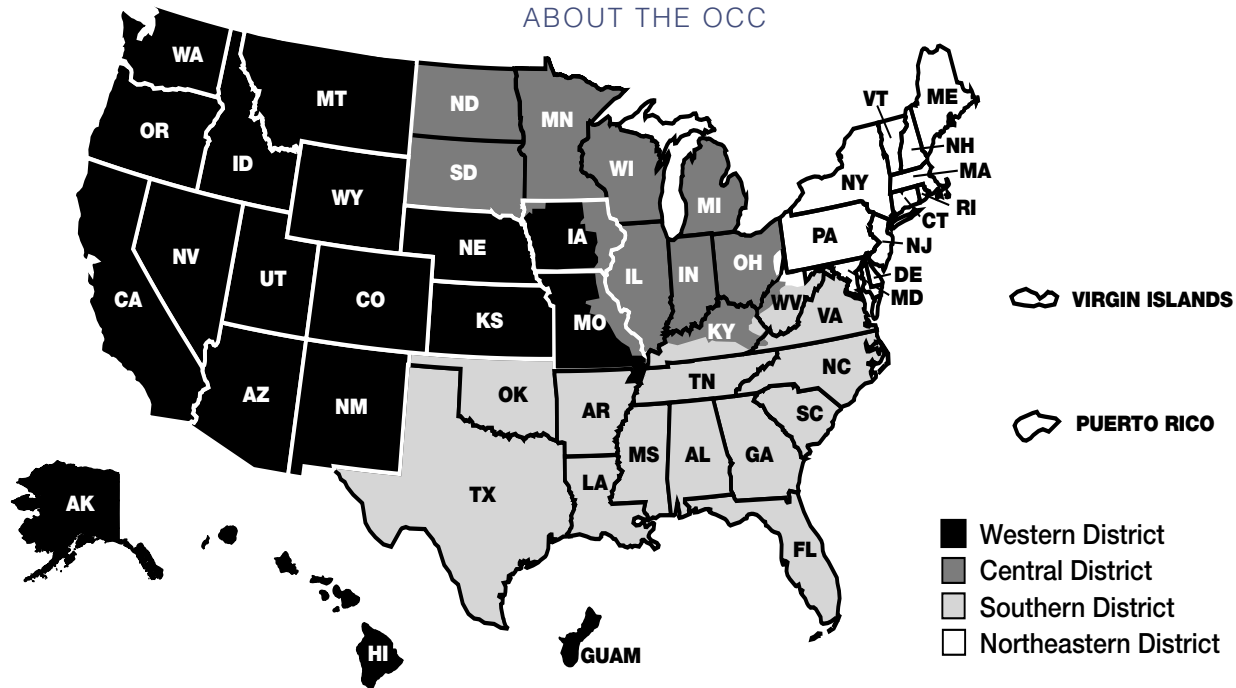 ABOUT THE OCC
WA
MT
ND
MN
OR
ID
WY
SD
WI
MI
VT
ME
NH
MA
NY
RI
CT
PA
NJ
DE
MD
NV
UT
CO
NE
IA
IL
IN
OH
WV
VA
CA
KS
MO
KY
VIRGIN ISLANDS
AZ
NM
OK
AR
TN
NC
SC
PUERTO RICO
TX
LA
MS
AL
GA
FL
AK
HI
GUAM
Western District
Central District
Southern District
Northeastern District